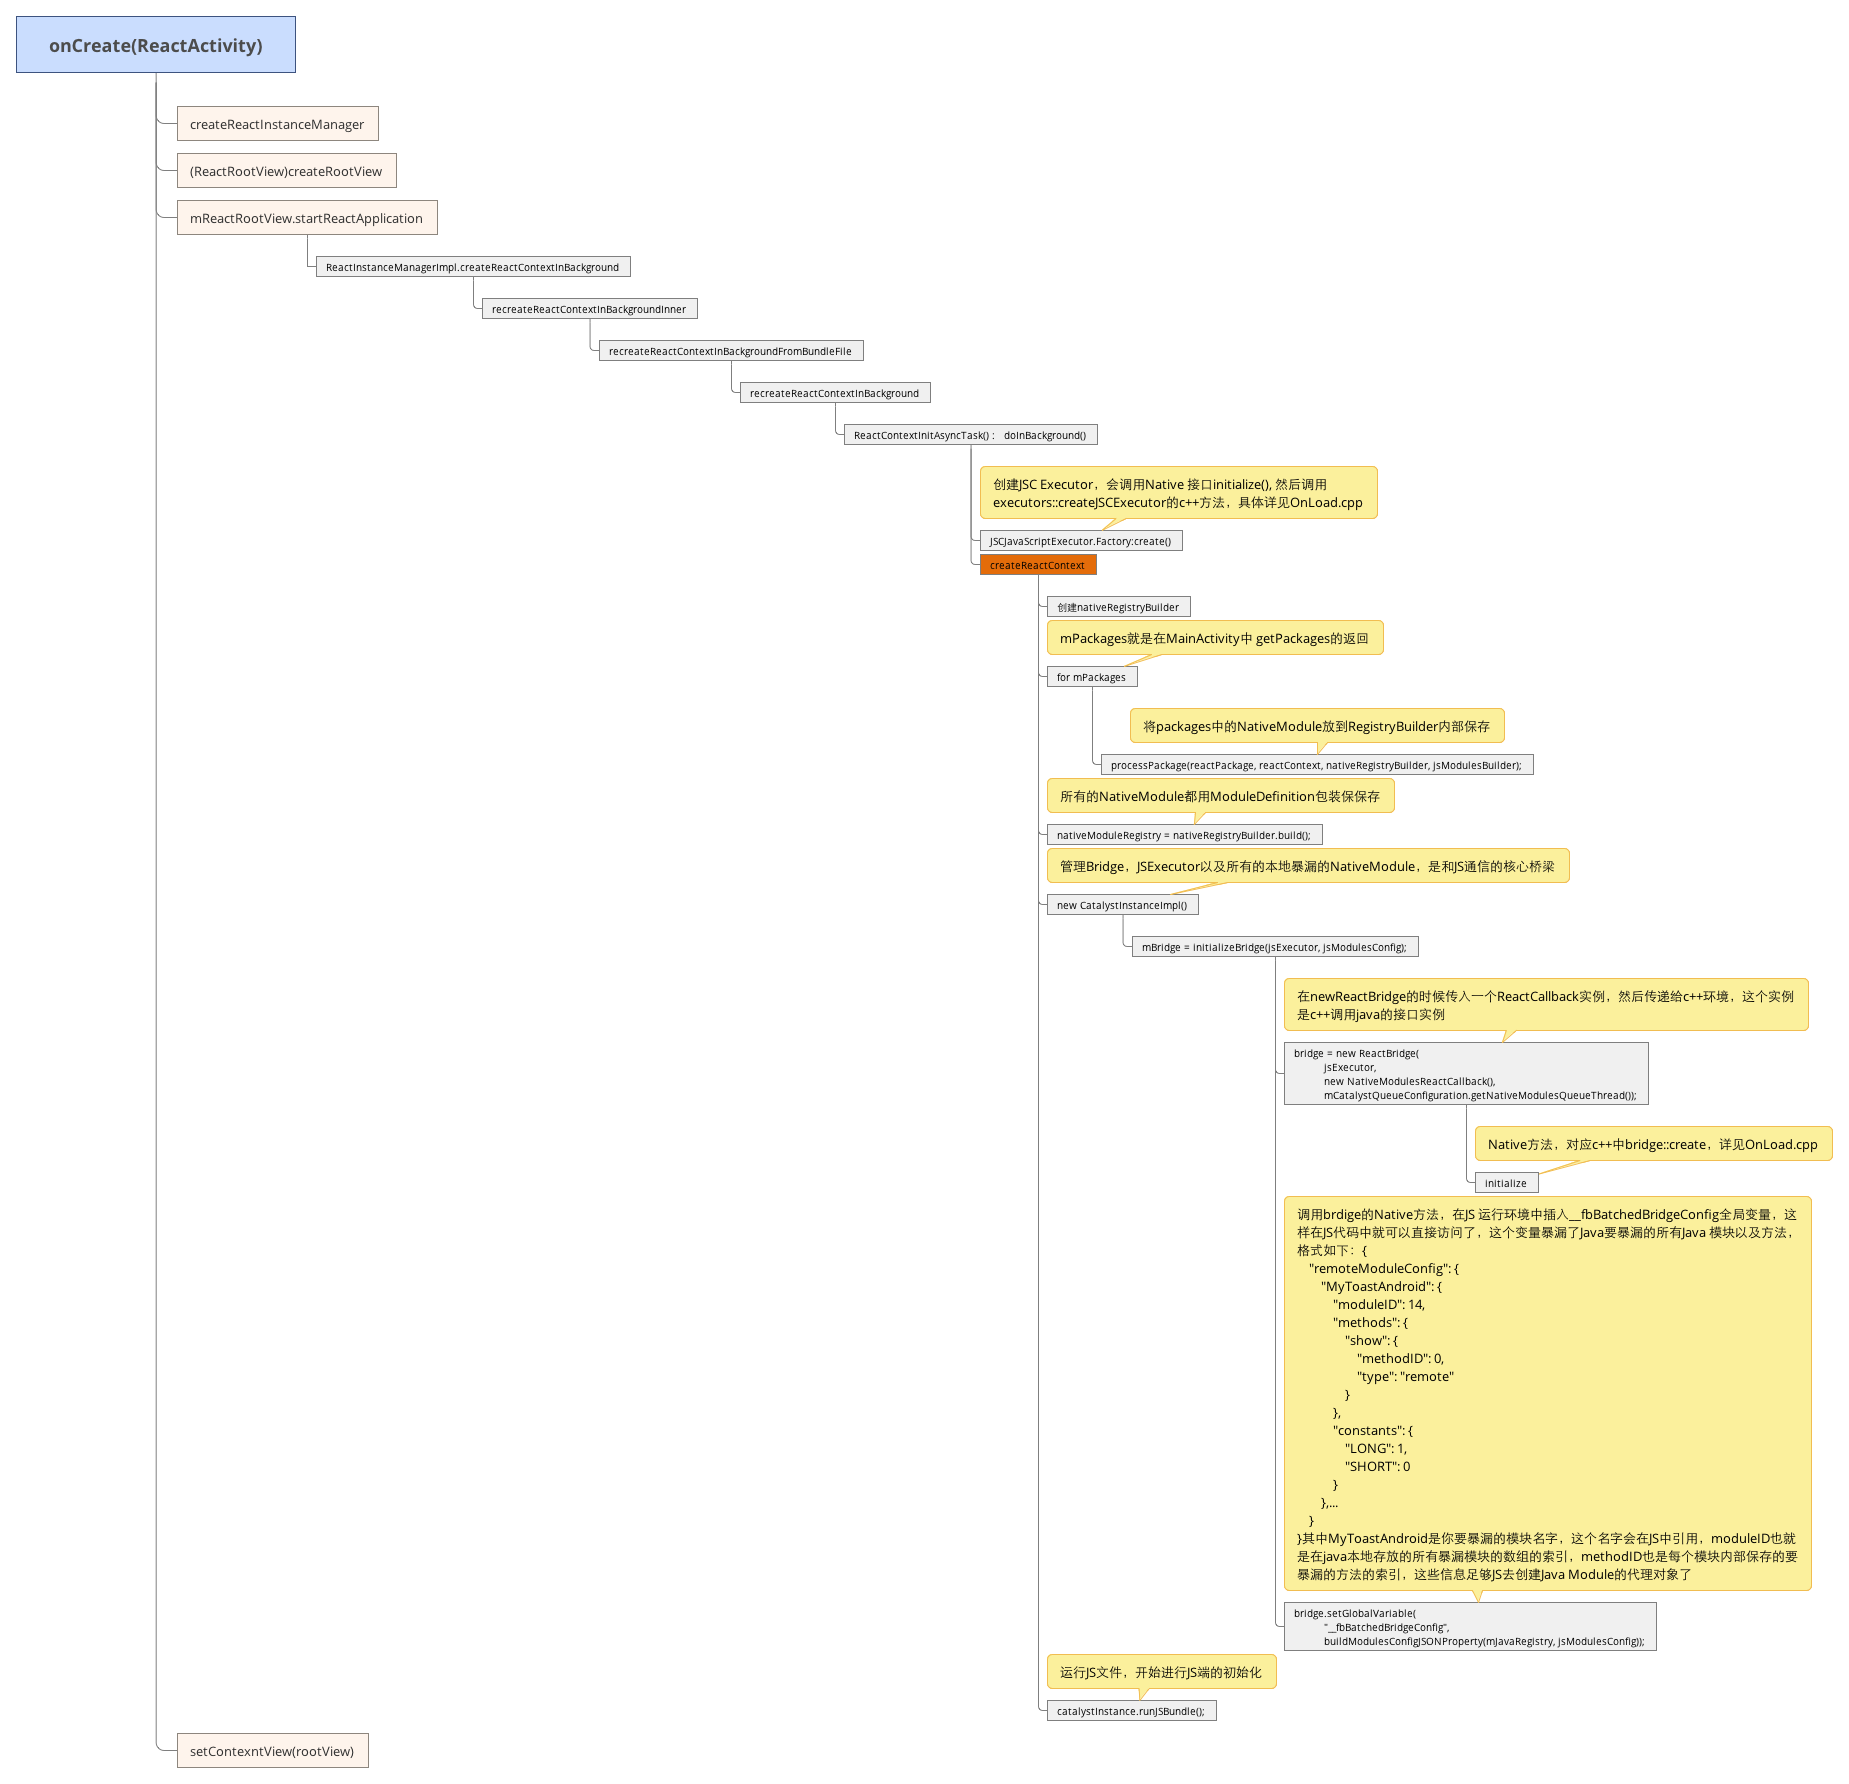 onCreate(ReactActivity)
createReactInstanceManager
(ReactRootView)createRootView
mReactRootView.startReactApplication
ReactInstanceManagerImpl.createReactContextInBackground
recreateReactContextInBackgroundInner
recreateReactContextInBackgroundFromBundleFile
recreateReactContextInBackground
ReactContextInitAsyncTask() : doInBackground()
创建JSC Executor，会调用Native 接口initialize(), 然后调用
executors::createJSCExecutor的c++方法，具体详见OnLoad.cpp
JSCJavaScriptExecutor.Factory:create()
createReactContext
创建nativeRegistryBuilder
mPackages就是在MainActivity中 getPackages的返回
for mPackages
将packages中的NativeModule放到RegistryBuilder内部保存
processPackage(reactPackage, reactContext, nativeRegistryBuilder, jsModulesBuilder);
所有的NativeModule都用ModuleDefinition包装保保存
nativeModuleRegistry = nativeRegistryBuilder.build();
管理Bridge，JSExecutor以及所有的本地暴漏的NativeModule，是和JS通信的核心桥梁
new CatalystInstanceImpl()
mBridge = initializeBridge(jsExecutor, jsModulesConfig);
在newReactBridge的时候传入一个ReactCallback实例，然后传递给c++环境，这个实例
是c++调用java的接口实例
bridge = new ReactBridge(
jsExecutor,
new NativeModulesReactCallback(),
mCatalystQueueConfiguration.getNativeModulesQueueThread());
Native方法，对应c++中bridge::create，详见OnLoad.cpp
initialize
调用brdige的Native方法，在JS 运行环境中插入__fbBatchedBridgeConfig全局变量，这
样在JS代码中就可以直接访问了，这个变量暴漏了Java要暴漏的所有Java 模块以及方法，
格式如下：{
"remoteModuleConfig": {
"MyToastAndroid": {
"moduleID": 14,
"methods": {
"show": {
"methodID": 0,
"type": "remote"
}
},
"constants": {
"LONG": 1,
"SHORT": 0
}
},...
}
}其中MyToastAndroid是你要暴漏的模块名字，这个名字会在JS中引用，moduleID也就
是在java本地存放的所有暴漏模块的数组的索引，methodID也是每个模块内部保存的要
暴漏的方法的索引，这些信息足够JS去创建Java Module的代理对象了
bridge.setGlobalVariable(
"__fbBatchedBridgeConfig",
buildModulesConfigJSONProperty(mJavaRegistry, jsModulesConfig));
运行JS文件，开始进行JS端的初始化
catalystInstance.runJSBundle();
setContexntView(rootView)